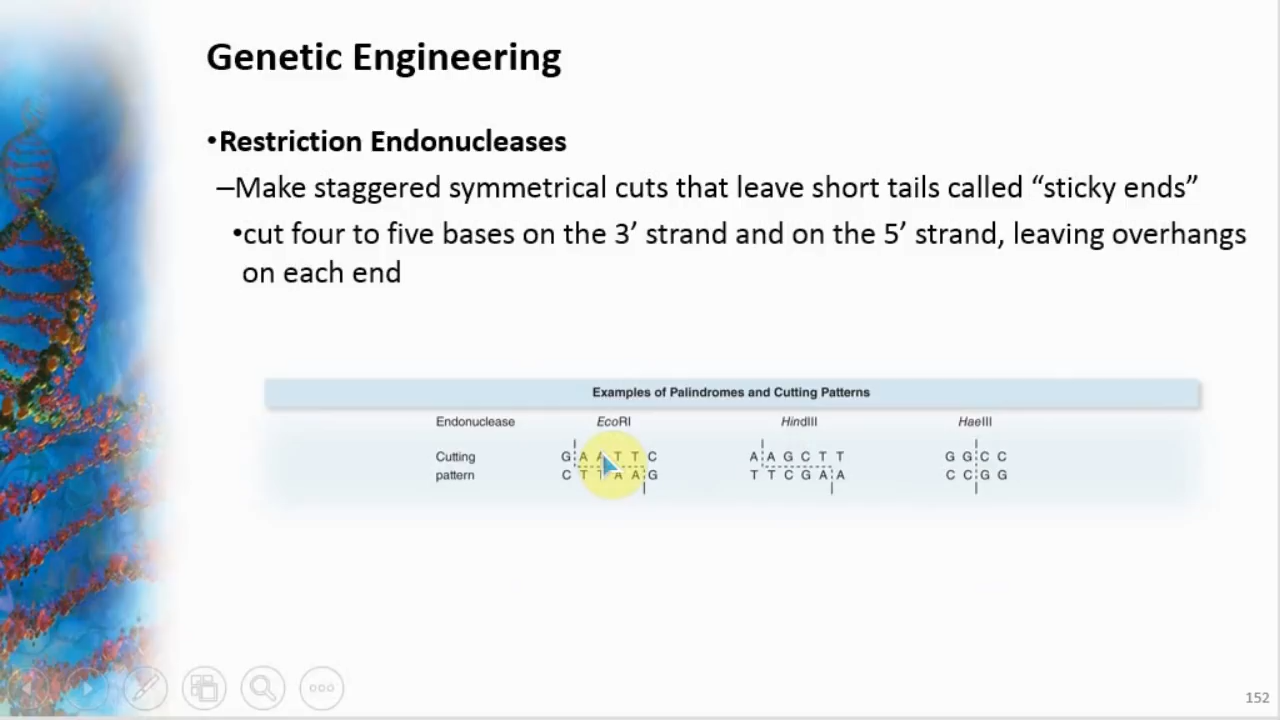 Genetic Engineering
•Restriction Endonucleases
–Make staggered symmetrical cuts that leave short tails called “sticky ends”
•cut four to five bases on the 3’ strand and on the 5’ strand, leaving overhangs
on each end
Examples of Palindromes and Cutting Patterns
Endonuclease EcoRI HindIII HaeIII
Cutting G A A T T C A A G C T T G G C C
pattern C T T A A G T T C G A A C C G G
152